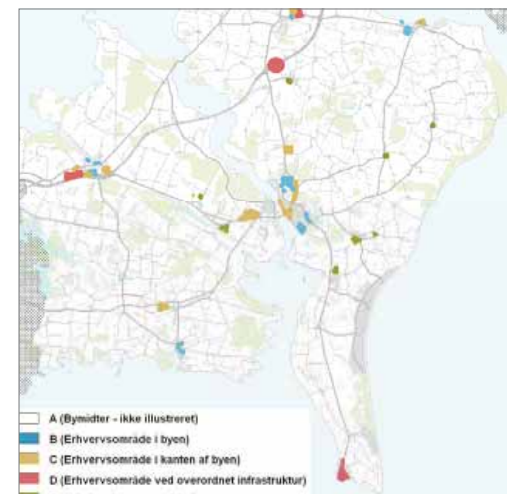 A (Bymidter - ikke illustreret)
B (Erhvervsområde i byen)
C (Erhvervsområde i kanten af byen)
D (Erhvervsområde ved overordnet infrastruktur)